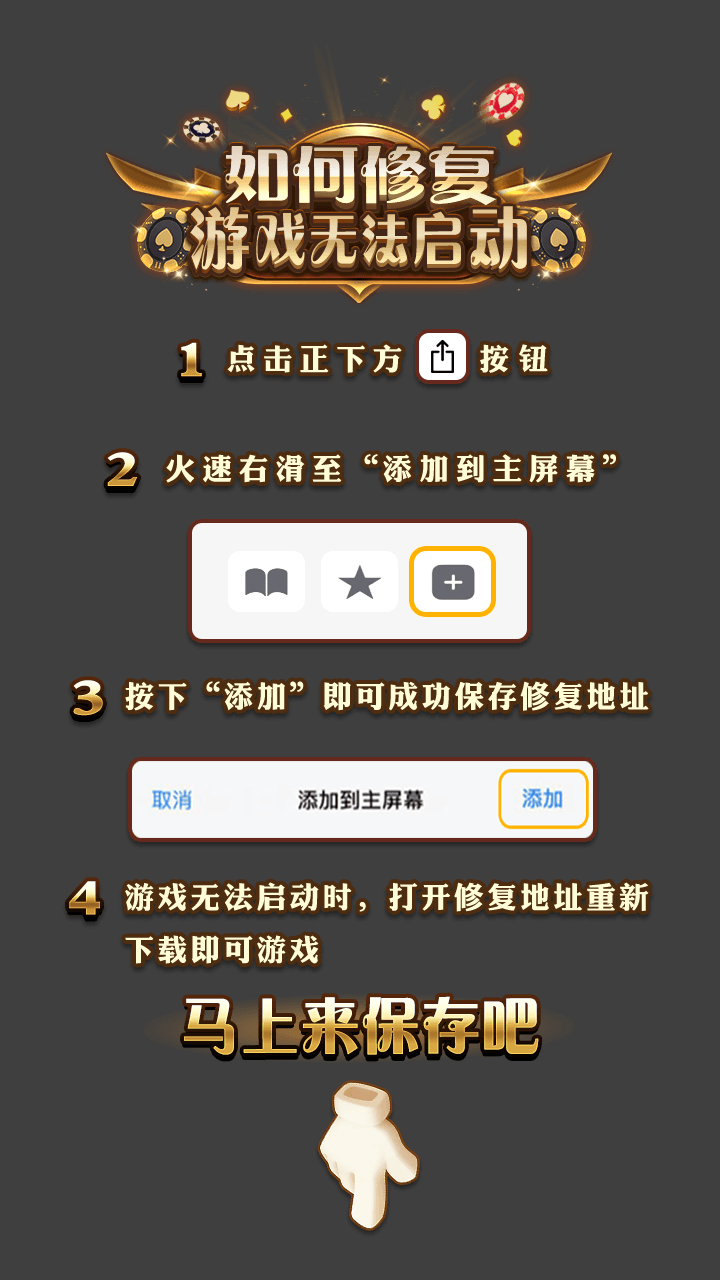 如何修复
游戏无法启动
1 点击正下方 按钮
2 火速右滑至“添加到主屏幕”
3 按下“添加”即可成功保存修复地址
取消 添加到主屏幕 添加
4 游戏无法启动时，打开修复地址重新
下载即可游戏
马上来保存吧